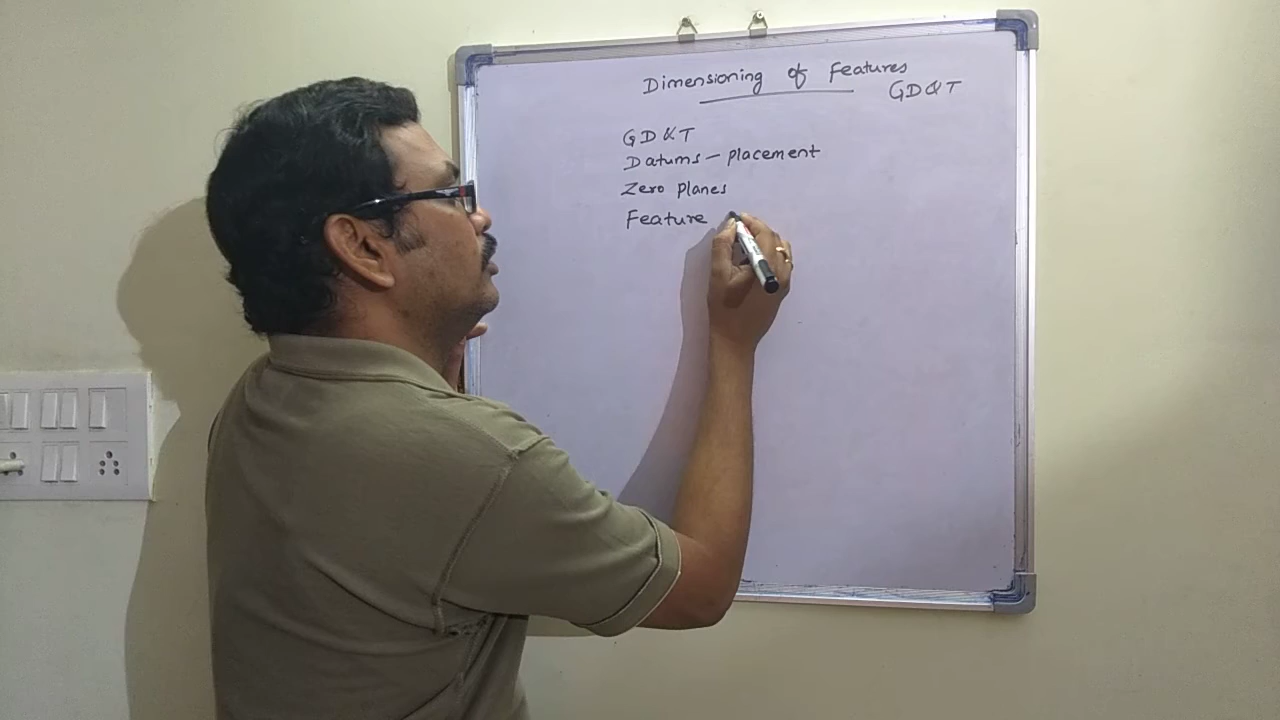 Dimensioning of features
GD&T
GD&T
Datums - placement
Zero planes
Feature